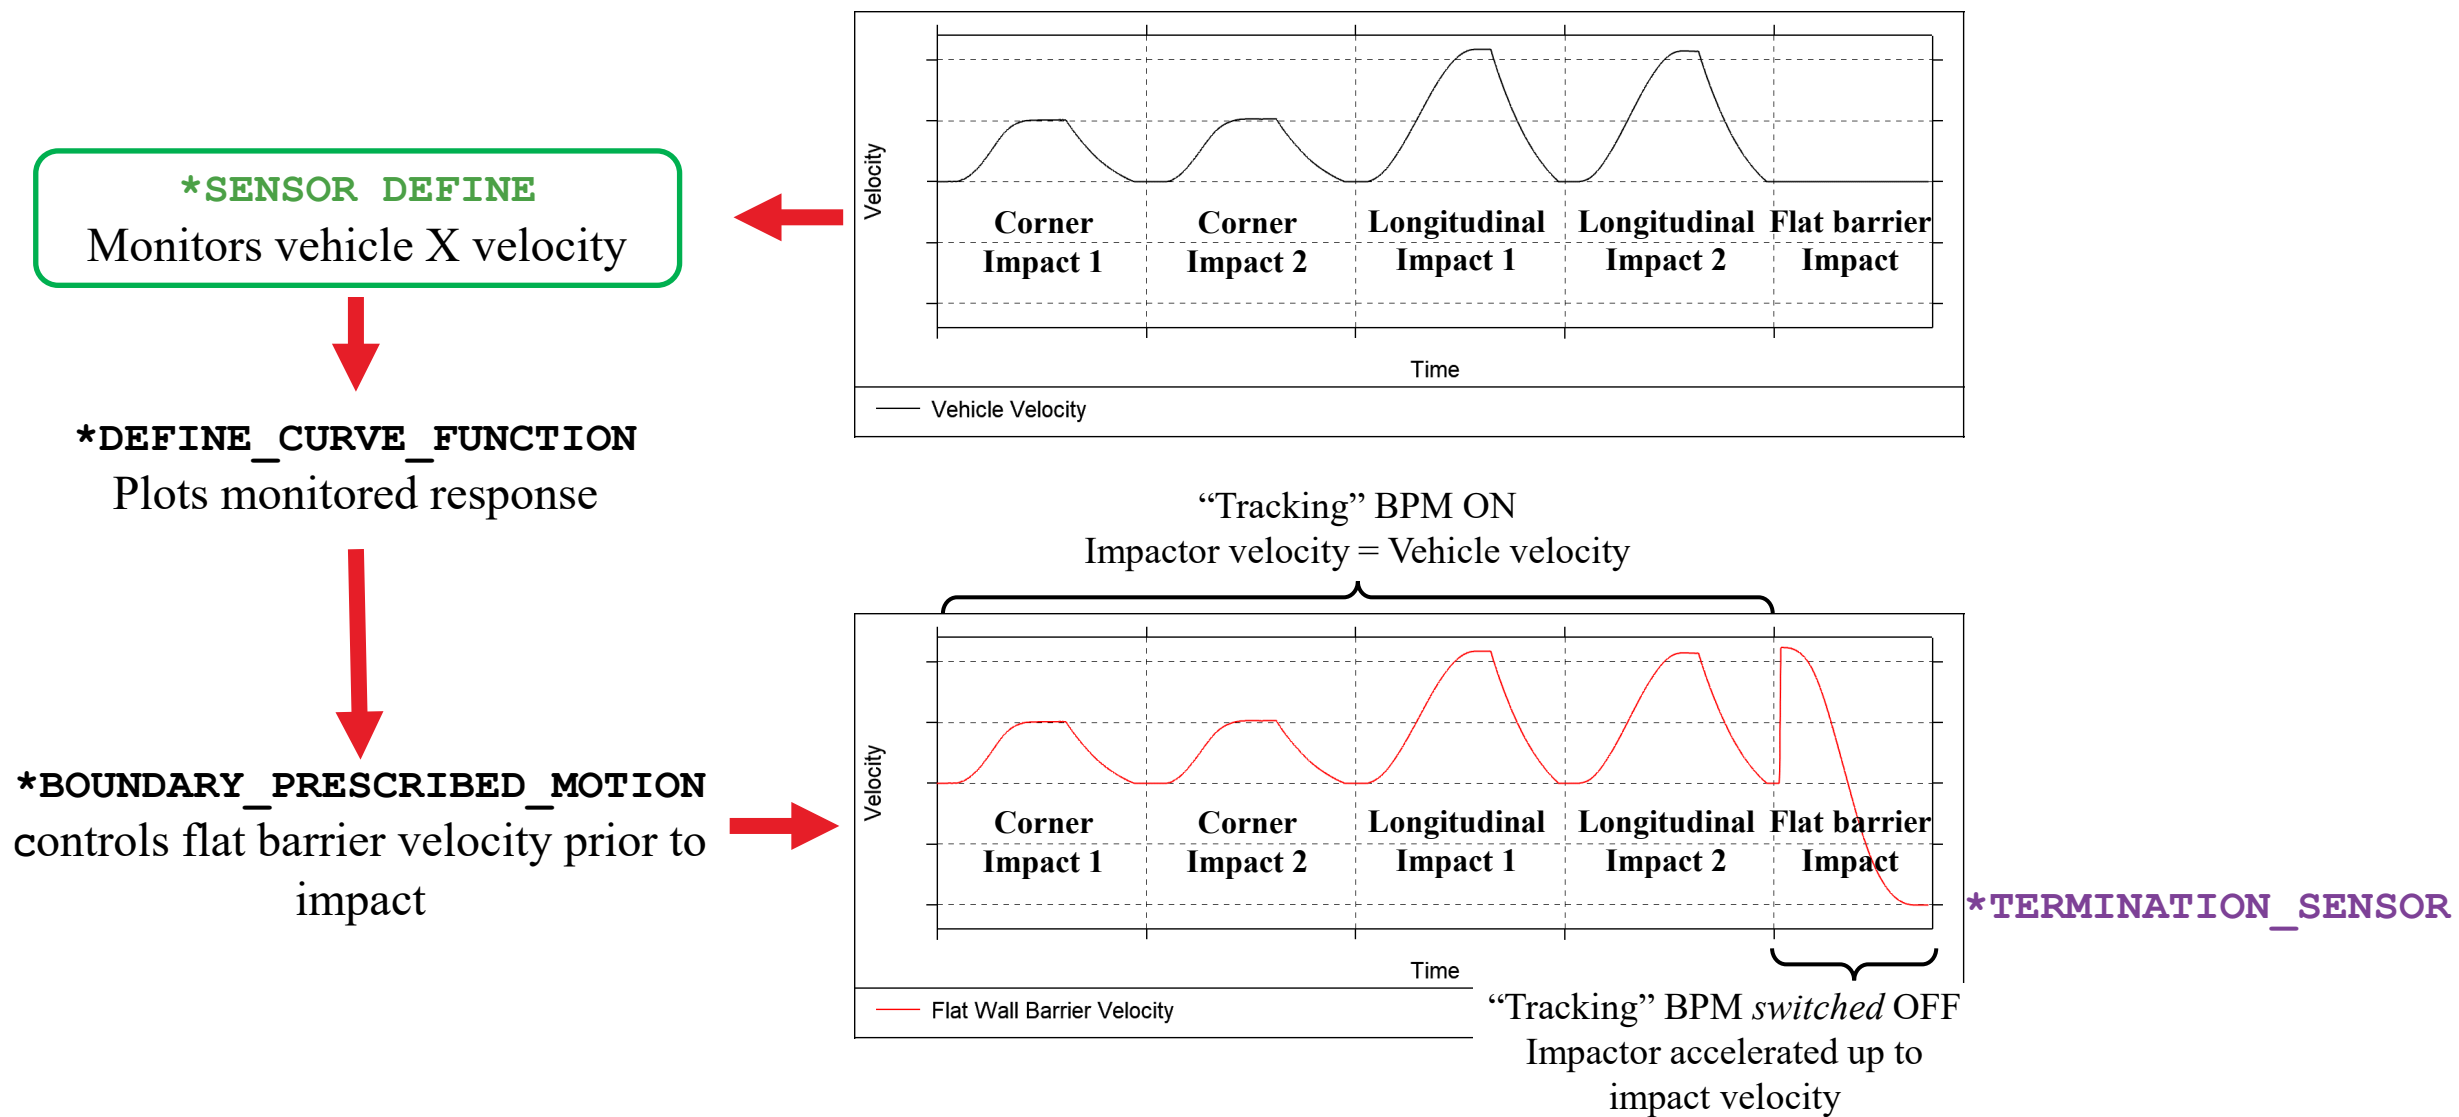 *SENSOR DEFINE
Monitors vehicle X velocity
*DEFINE_CURVE_FUNCTION
Plots monitored response
*BOUNDARY_PRESCRIBED_MOTION
controls flat barrier velocity prior to
impact
Velocity
Corner
Impact 1
Corner
Impact 2
Longitudinal
Impact 1
Longitudinal
Impact 2
Flat barrier
Impact
Time
Vehicle Velocity
“Tracking” BPM ON
Impactor velocity = Vehicle velocity
Velocity
Corner
Impact 1
Corner
Impact 2
Longitudinal
Impact 1
Longitudinal
Impact 2
Flat barrier
Impact
*TERMINATION_SENSOR
Time
Flat Wall Barrier Velocity
“Tracking” BPM switched OFF
Impactor accelerated up to
impact velocity